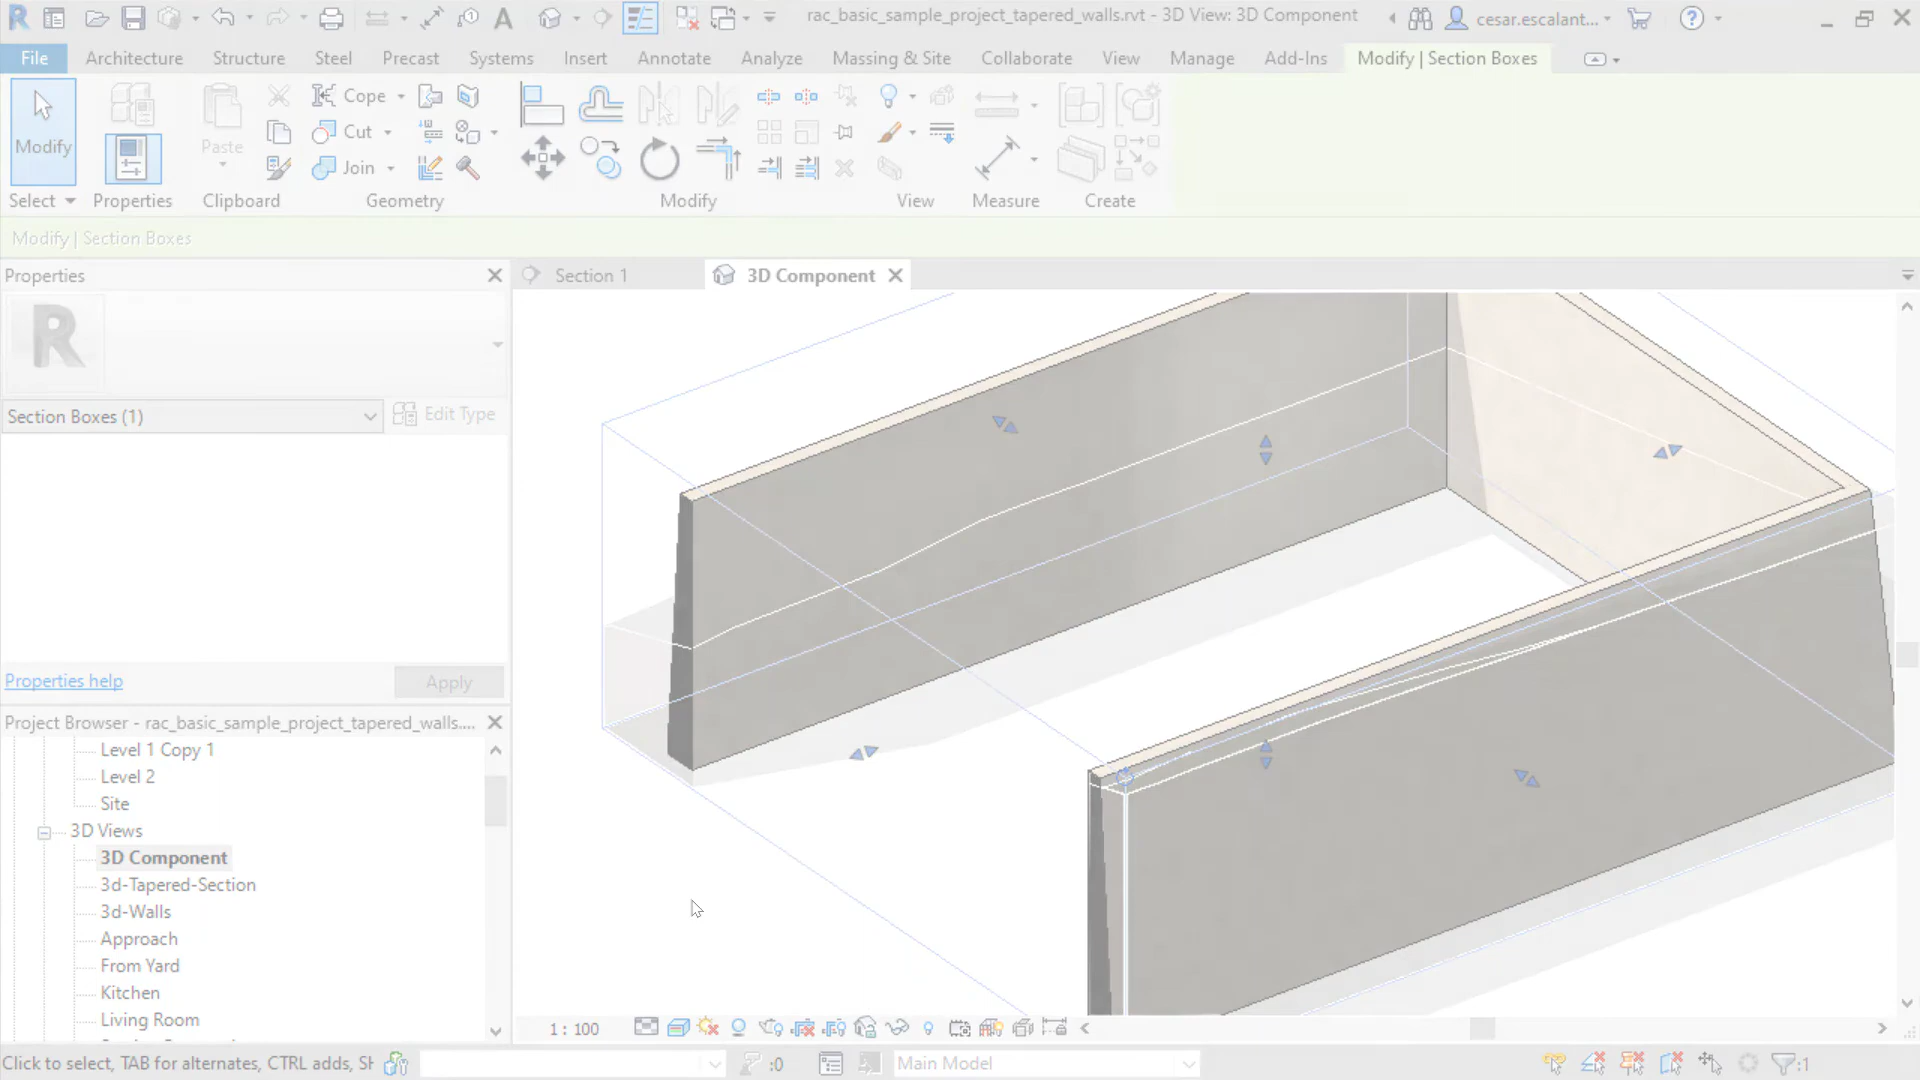 rac_basic_sample_project_tapered_walls.rvt - 3D View: 3D Component
cesar.escalant...
File Architecture Structure Steel Precast Systems Insert Annotate Analyze Massing & Site Collaborate View Manage Add-Ins Modify | Section Boxes
Modify
Paste
Cope
Cut
Join
Select Properties Clipboard Geometry Modify View Measure Create
Modify | Section Boxes
Properties
Section 1
3D Component
R
Section Boxes (1)
Edit Type
Properties help
Apply
Project Browser - rac_basic_sample_project_tapered_walls....
Level 1 Copy 1
Level 2
Site
3D Views
3D Component
3d-Tapered-Section
3d-Walls
Approach
From Yard
Kitchen
Living Room
1 : 100
Click to select, TAB for alternates, CTRL adds, SH
:0
Main Model
:1